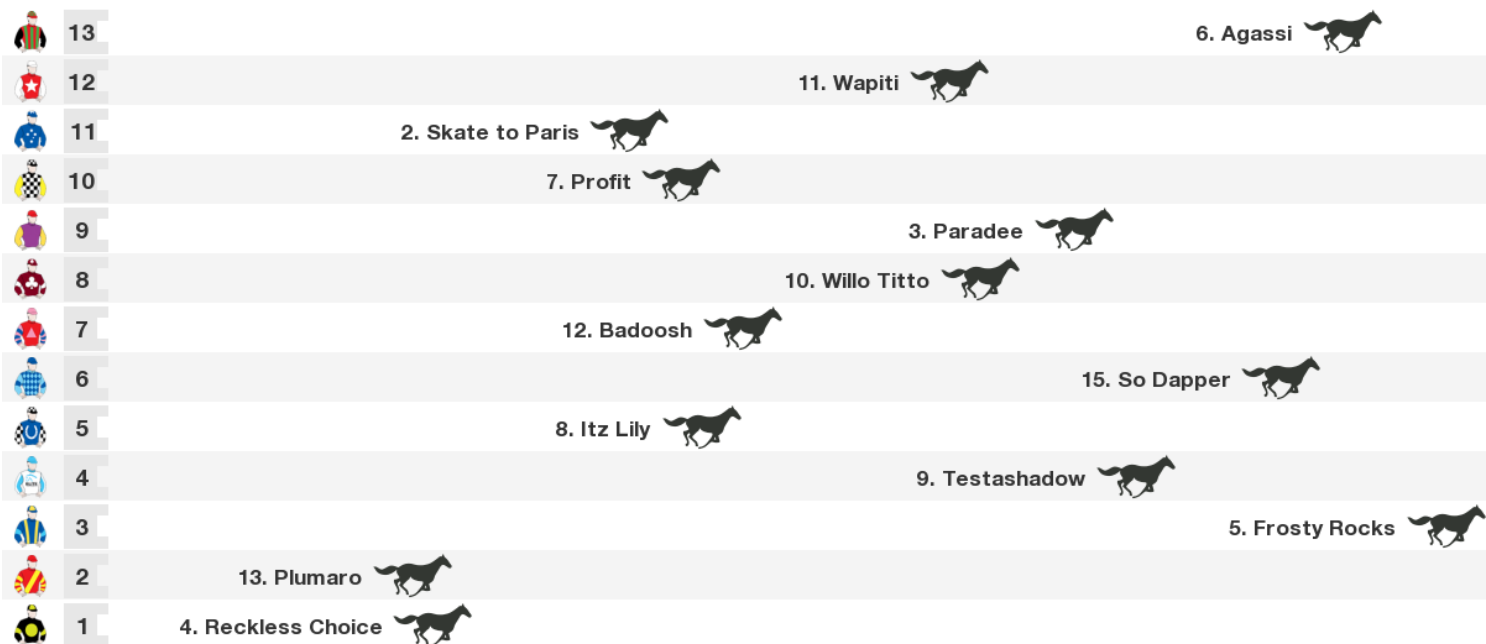 13 6. Agassi
12 11. Wapiti
11 2. Skate to Paris
10 7. Profit
9 3. Paradee
8 10. Willo Titto
7 12. Badoosh
6 15. So Dapper
5 8. Itz Lily
4 9. Testashadow
3 5. Frosty Rocks
2 13. Plumaro
1 4. Reckless Choice